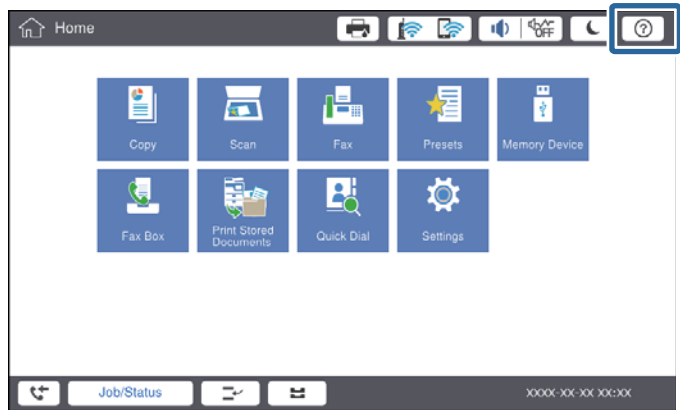 Home
OFF
?
Copy
Scan
Fax
Presets
Memory Device
Fax Box
Print Stored
Documents
Quick Dial
Settings
Job/Status
XXXX-XX-XX XX:XX